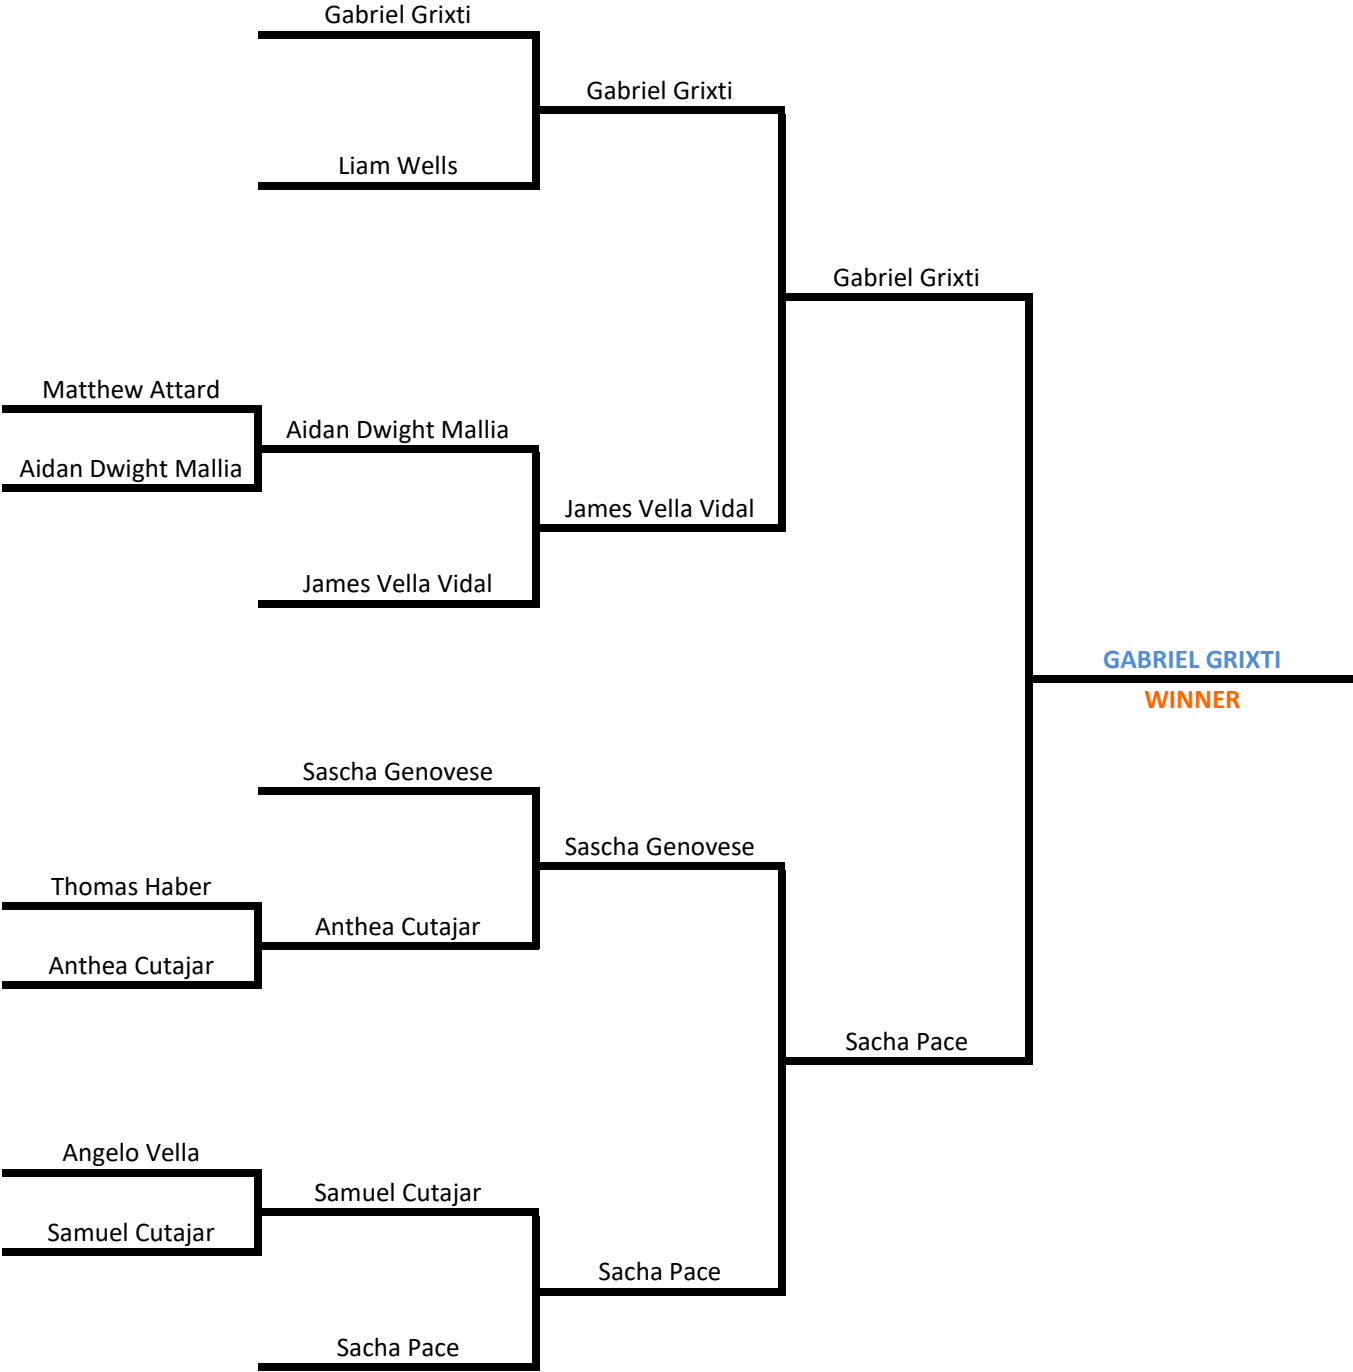 Gabriel Grixti
Gabriel Grixti
Liam Wells
Gabriel Grixti
Matthew Attard
Aidan Dwight Mallia
Aidan Dwight Mallia
James Vella Vidal
James Vella Vidal
GABRIEL GRIXTI
WINNER
Sascha Genovese
Sascha Genovese
Thomas Haber
Anthea Cutajar
Anthea Cutajar
Sacha Pace
Angelo Vella
Samuel Cutajar
Samuel Cutajar
Sacha Pace
Sacha Pace